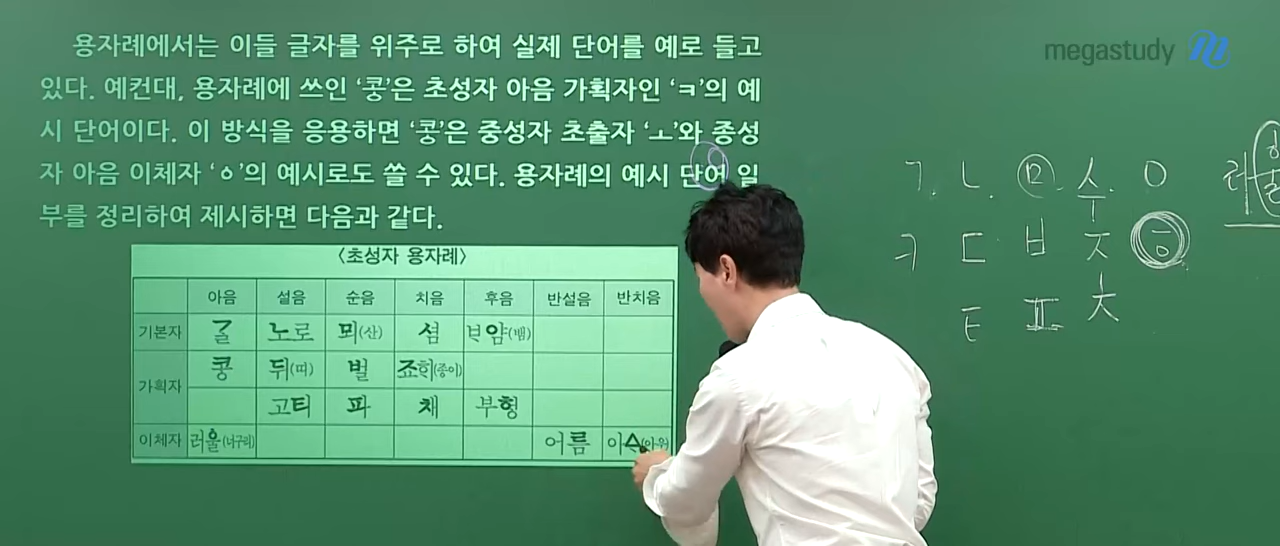 용자례에서는 이들 글자를 위주로 하여 실제 단어를 예로 들고
있다. 예컨대, 용자례에 쓰인 ‘콩’은 초성자 아음 가획자인 ‘ㅋ’의 예
시 단어이다. 이 방식을 응용하면 ‘콩’은 중성자 초출자 ‘ㅗ’와 종성
자 아음 이체자 ‘ㆁ’의 예시로도 쓸 수 있다. 용자례의 예시 단어 일
부를 정리하여 제시하면 다음과 같다.
〈초성자 용자례〉
아음 설음 순음 치음 후음 반설음 반치음
기본자 노로 뫼(산) 셤 얌(뱀)
가획자 콩 뒤(띠) 벌 죠(종이)
고티 파 채 부
이체자 러울(너구리) 어름 (아우)
megastudy
ㄱ. ㄴ. ㅁ. ㅅ. ㅇ
ㅋ ㄷ ㅂ ㅈ ㆆ
ㅌ ㅍ ㅊ